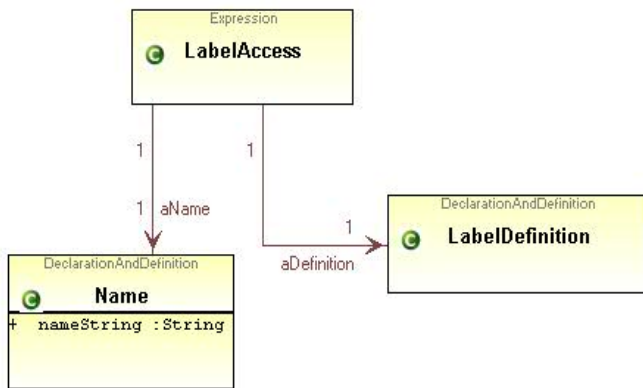 Expression
LabelAccess
1
1
1 aName
1
DeclarationAndDefinition
LabelDefinition
aDefinition
DeclarationAndDefinition
Name
+ nameString :String